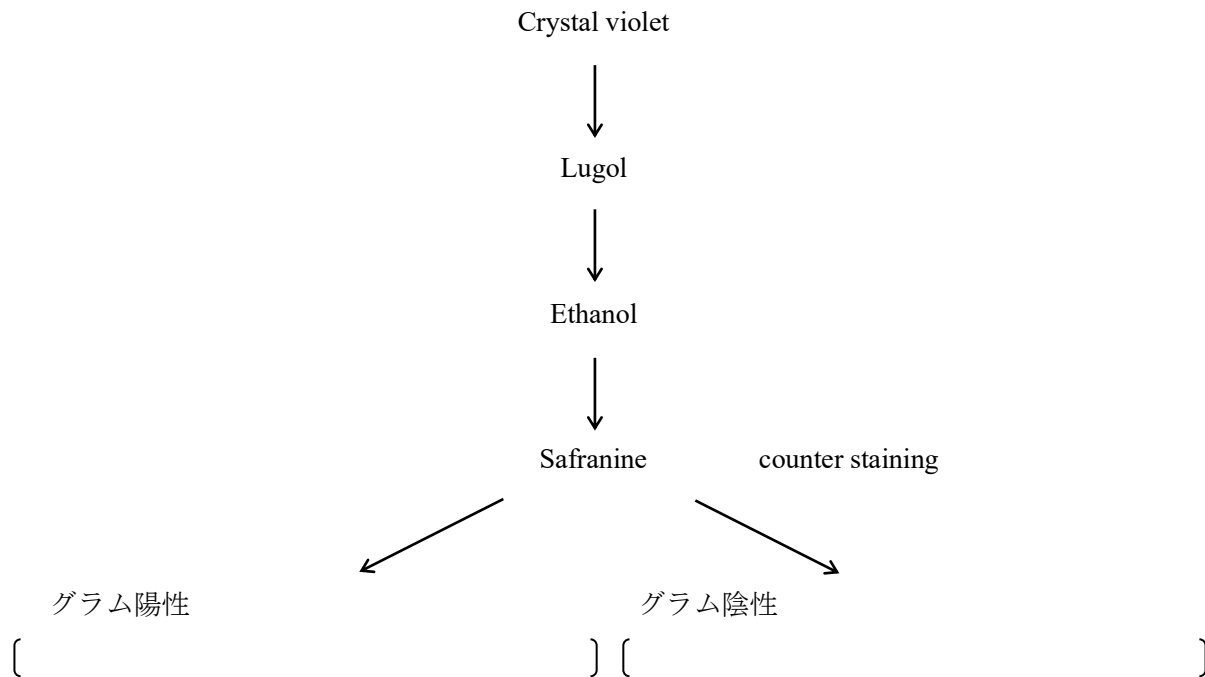 Crystal violet
Lugol
Ethanol
Safranine counter staining
グラム陽性 グラム陰性
〔 〕〔 〕